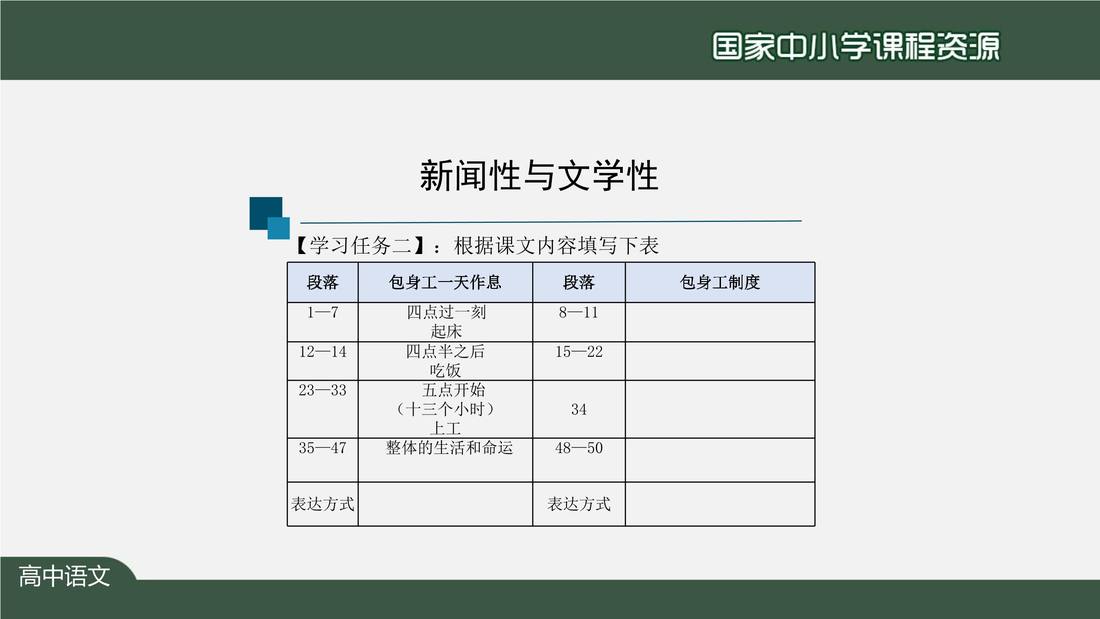 国家中小学课程资源
新闻性与文学性
【学习任务二】：根据课文内容填写下表
段落 包身工一天作息 段落 包身工制度
1—7 四点过一刻 8—11
起床
12—14 四点半之后 15—22
吃饭
23—33 五点开始
（十三个小时） 34
上工
35—47 整体的生活和命运 48—50
表达方式 表达方式
高中语文